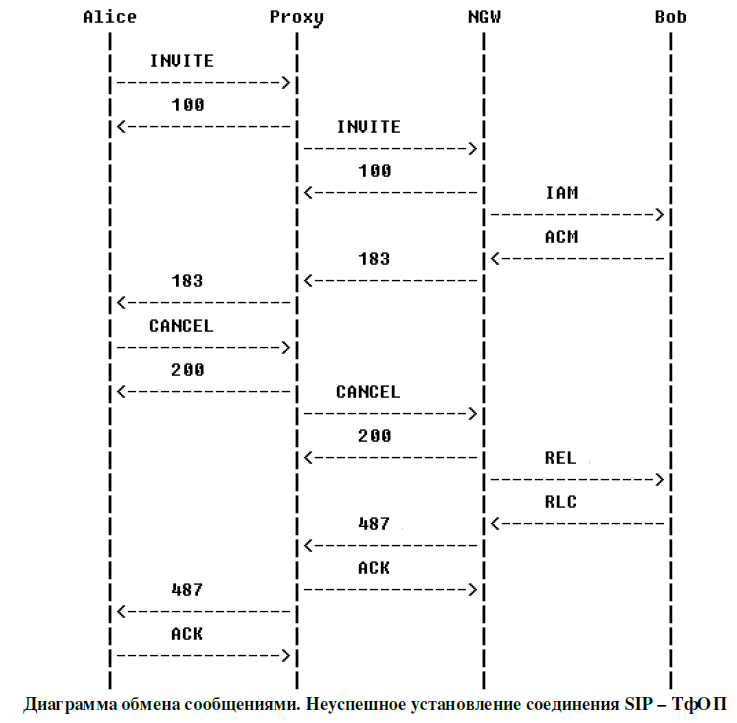 Alice Proxy NGW Bob
INVITE
100
INVITE
100
IAM
ACM
183
183
CANCEL
200
CANCEL
200
REL
RLC
487
ACK
487
ACK
Диаграмма обмена сообщениями. Неуспешное установление соединения SIP – ТфОП